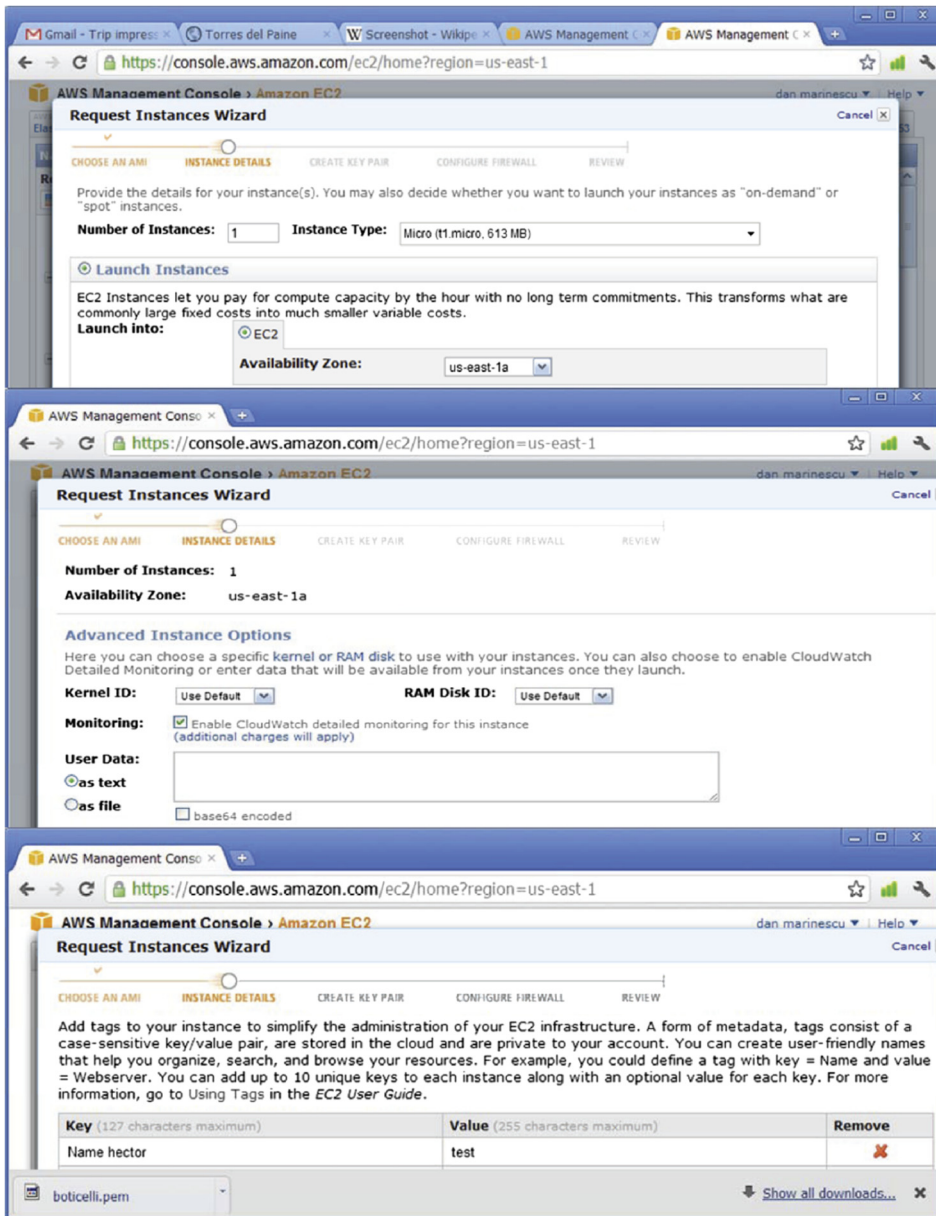 Gmail - Trip impress × Torres del Paine × Screenshot - Wikipe × AWS Management C × AWS Management C ×
https://console.aws.amazon.com/ec2/home?region=us-east-1
AWS Management Console > Amazon EC2 dan marinescu Help
Request Instances Wizard Cancel
CHOOSE AN AMI INSTANCE DETAILS CREATE KEY PAIR CONFIGURE FIREWALL REVIEW
Provide the details for your instance(s). You may also decide whether you want to launch your instances as "on-demand" or
"spot" instances.
Number of Instances: 1 Instance Type: Micro (t1.micro, 613 MB)
Launch Instances
EC2 Instances let you pay for compute capacity by the hour with no long term commitments. This transforms what are
commonly large fixed costs into much smaller variable costs.
Launch into: EC2
Availability Zone: us-east-1a
AWS Management Conso ×
https://console.aws.amazon.com/ec2/home?region=us-east-1
AWS Management Console > Amazon EC2 dan marinescu Help
Request Instances Wizard Cancel
CHOOSE AN AMI INSTANCE DETAILS CREATE KEY PAIR CONFIGURE FIREWALL REVIEW
Number of Instances: 1
Availability Zone: us-east-1a
Advanced Instance Options
Here you can choose a specific kernel or RAM disk to use with your instances. You can also choose to enable CloudWatch
Detailed Monitoring or enter data that will be available from your instances once they launch.
Kernel ID: Use Default RAM Disk ID: Use Default
Monitoring: Enable CloudWatch detailed monitoring for this instance
(additional charges will apply)
User Data:
as text
as file
base64 encoded
AWS Management Conso ×
https://console.aws.amazon.com/ec2/home?region=us-east-1
AWS Management Console > Amazon EC2 dan marinescu Help
Request Instances Wizard Cancel
CHOOSE AN AMI INSTANCE DETAILS CREATE KEY PAIR CONFIGURE FIREWALL REVIEW
Add tags to your instance to simplify the administration of your EC2 infrastructure. A form of metadata, tags consist of a
case-sensitive key/value pair, are stored in the cloud and are private to your account. You can create user-friendly names
that help you organize, search, and browse your resources. For example, you could define a tag with key = Name and value
= Webserver. You can add up to 10 unique keys to each instance along with an optional value for each key. For more
information, go to Using Tags in the EC2 User Guide.
Key (127 characters maximum) Value (255 characters maximum) Remove
Name hector test
boticelli.pem Show all downloads...